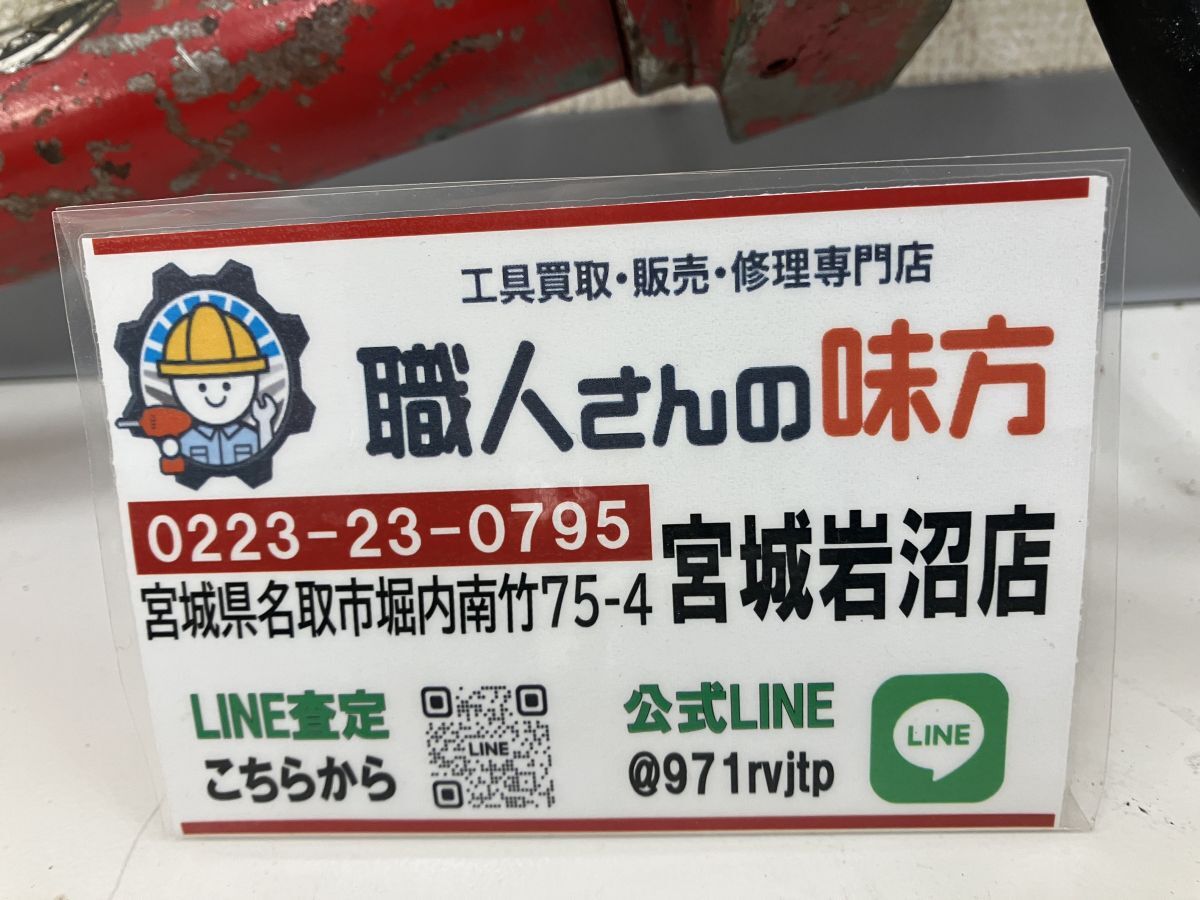 工具買取・販売・修理専門店
職人さんの味方
0223-23-0795
宮城岩沼店
宮城県名取市堀内南竹75-4
LINE査定
こちらから
LINE
公式LINE
@971rvjtp
LINE